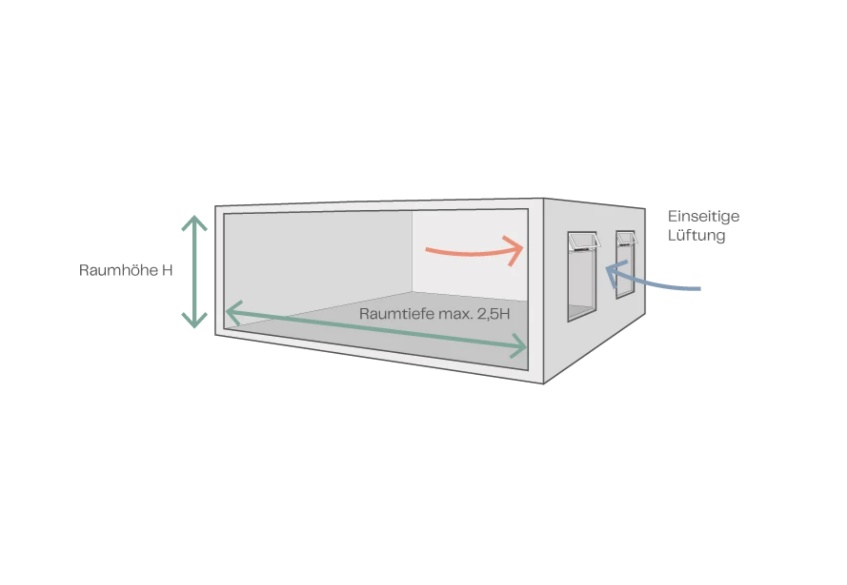 Einseitige
Lüftung
Raumhöhe H
Raumtiefe max. 2,5H